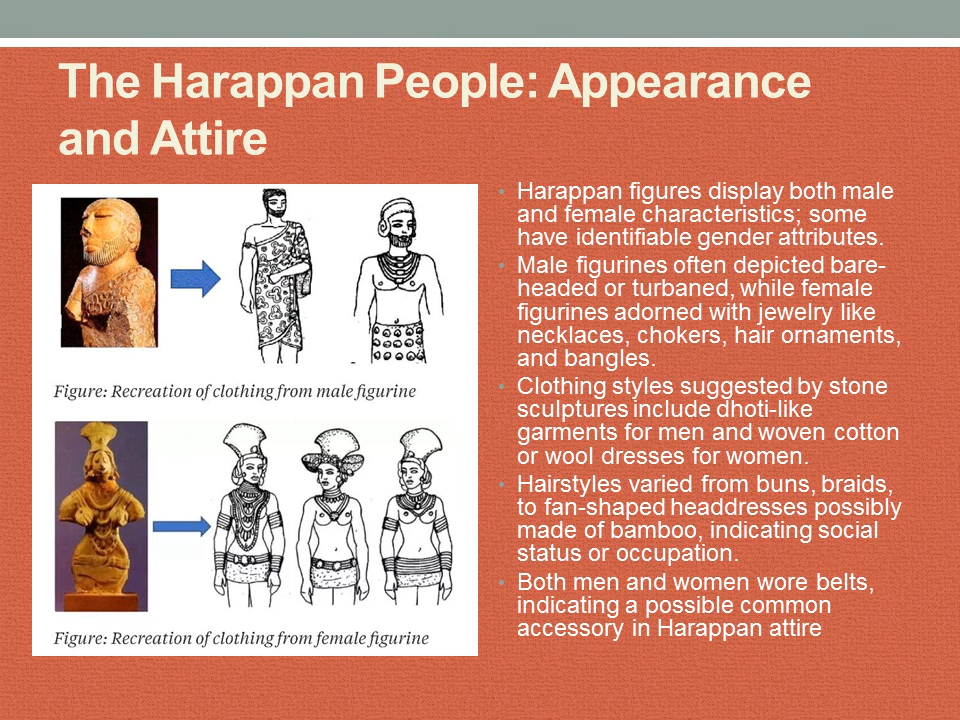 The Harappan People: Appearance
and Attire
Figure: Recreation of clothing from male figurine
Figure: Recreation of clothing from female figurine
• Harappan figures display both male
and female characteristics; some
have identifiable gender attributes.
• Male figurines often depicted bare-
headed or turbaned, while female
figurines adorned with jewelry like
necklaces, chokers, hair ornaments,
and bangles.
• Clothing styles suggested by stone
sculptures include dhoti-like
garments for men and woven cotton
or wool dresses for women.
• Hairstyles varied from buns, braids,
to fan-shaped headdresses possibly
made of bamboo, indicating social
status or occupation.
• Both men and women wore belts,
indicating a possible common
accessory in Harappan attire